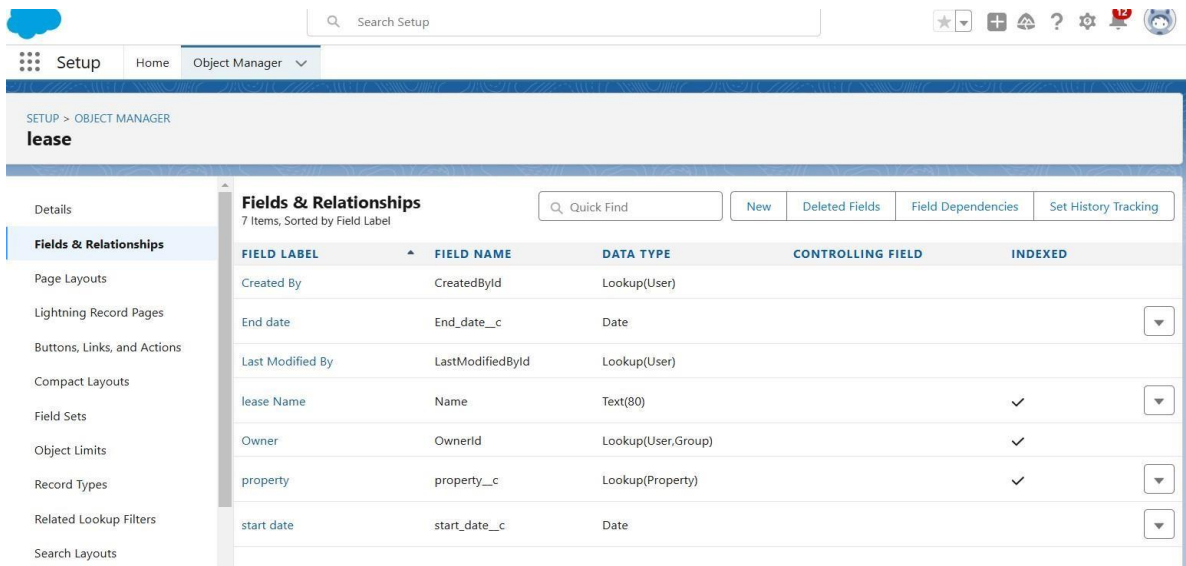 Search Setup
12
Setup Home Object Manager
SETUP > OBJECT MANAGER
lease
Details
Fields & Relationships
Page Layouts
Lightning Record Pages
Buttons, Links, and Actions
Compact Layouts
Field Sets
Object Limits
Record Types
Related Lookup Filters
Search Layouts
Fields & Relationships
7 Items, Sorted by Field Label
Quick Find New Deleted Fields Field Dependencies Set History Tracking
FIELD LABEL FIELD NAME DATA TYPE CONTROLLING FIELD INDEXED
Created By CreatedById Lookup(User)
End date End_date__c Date
Last Modified By LastModifiedById Lookup(User)
lease Name Name Text(80)
Owner OwnerId Lookup(User,Group)
property property__c Lookup(Property)
start date start_date__c Date